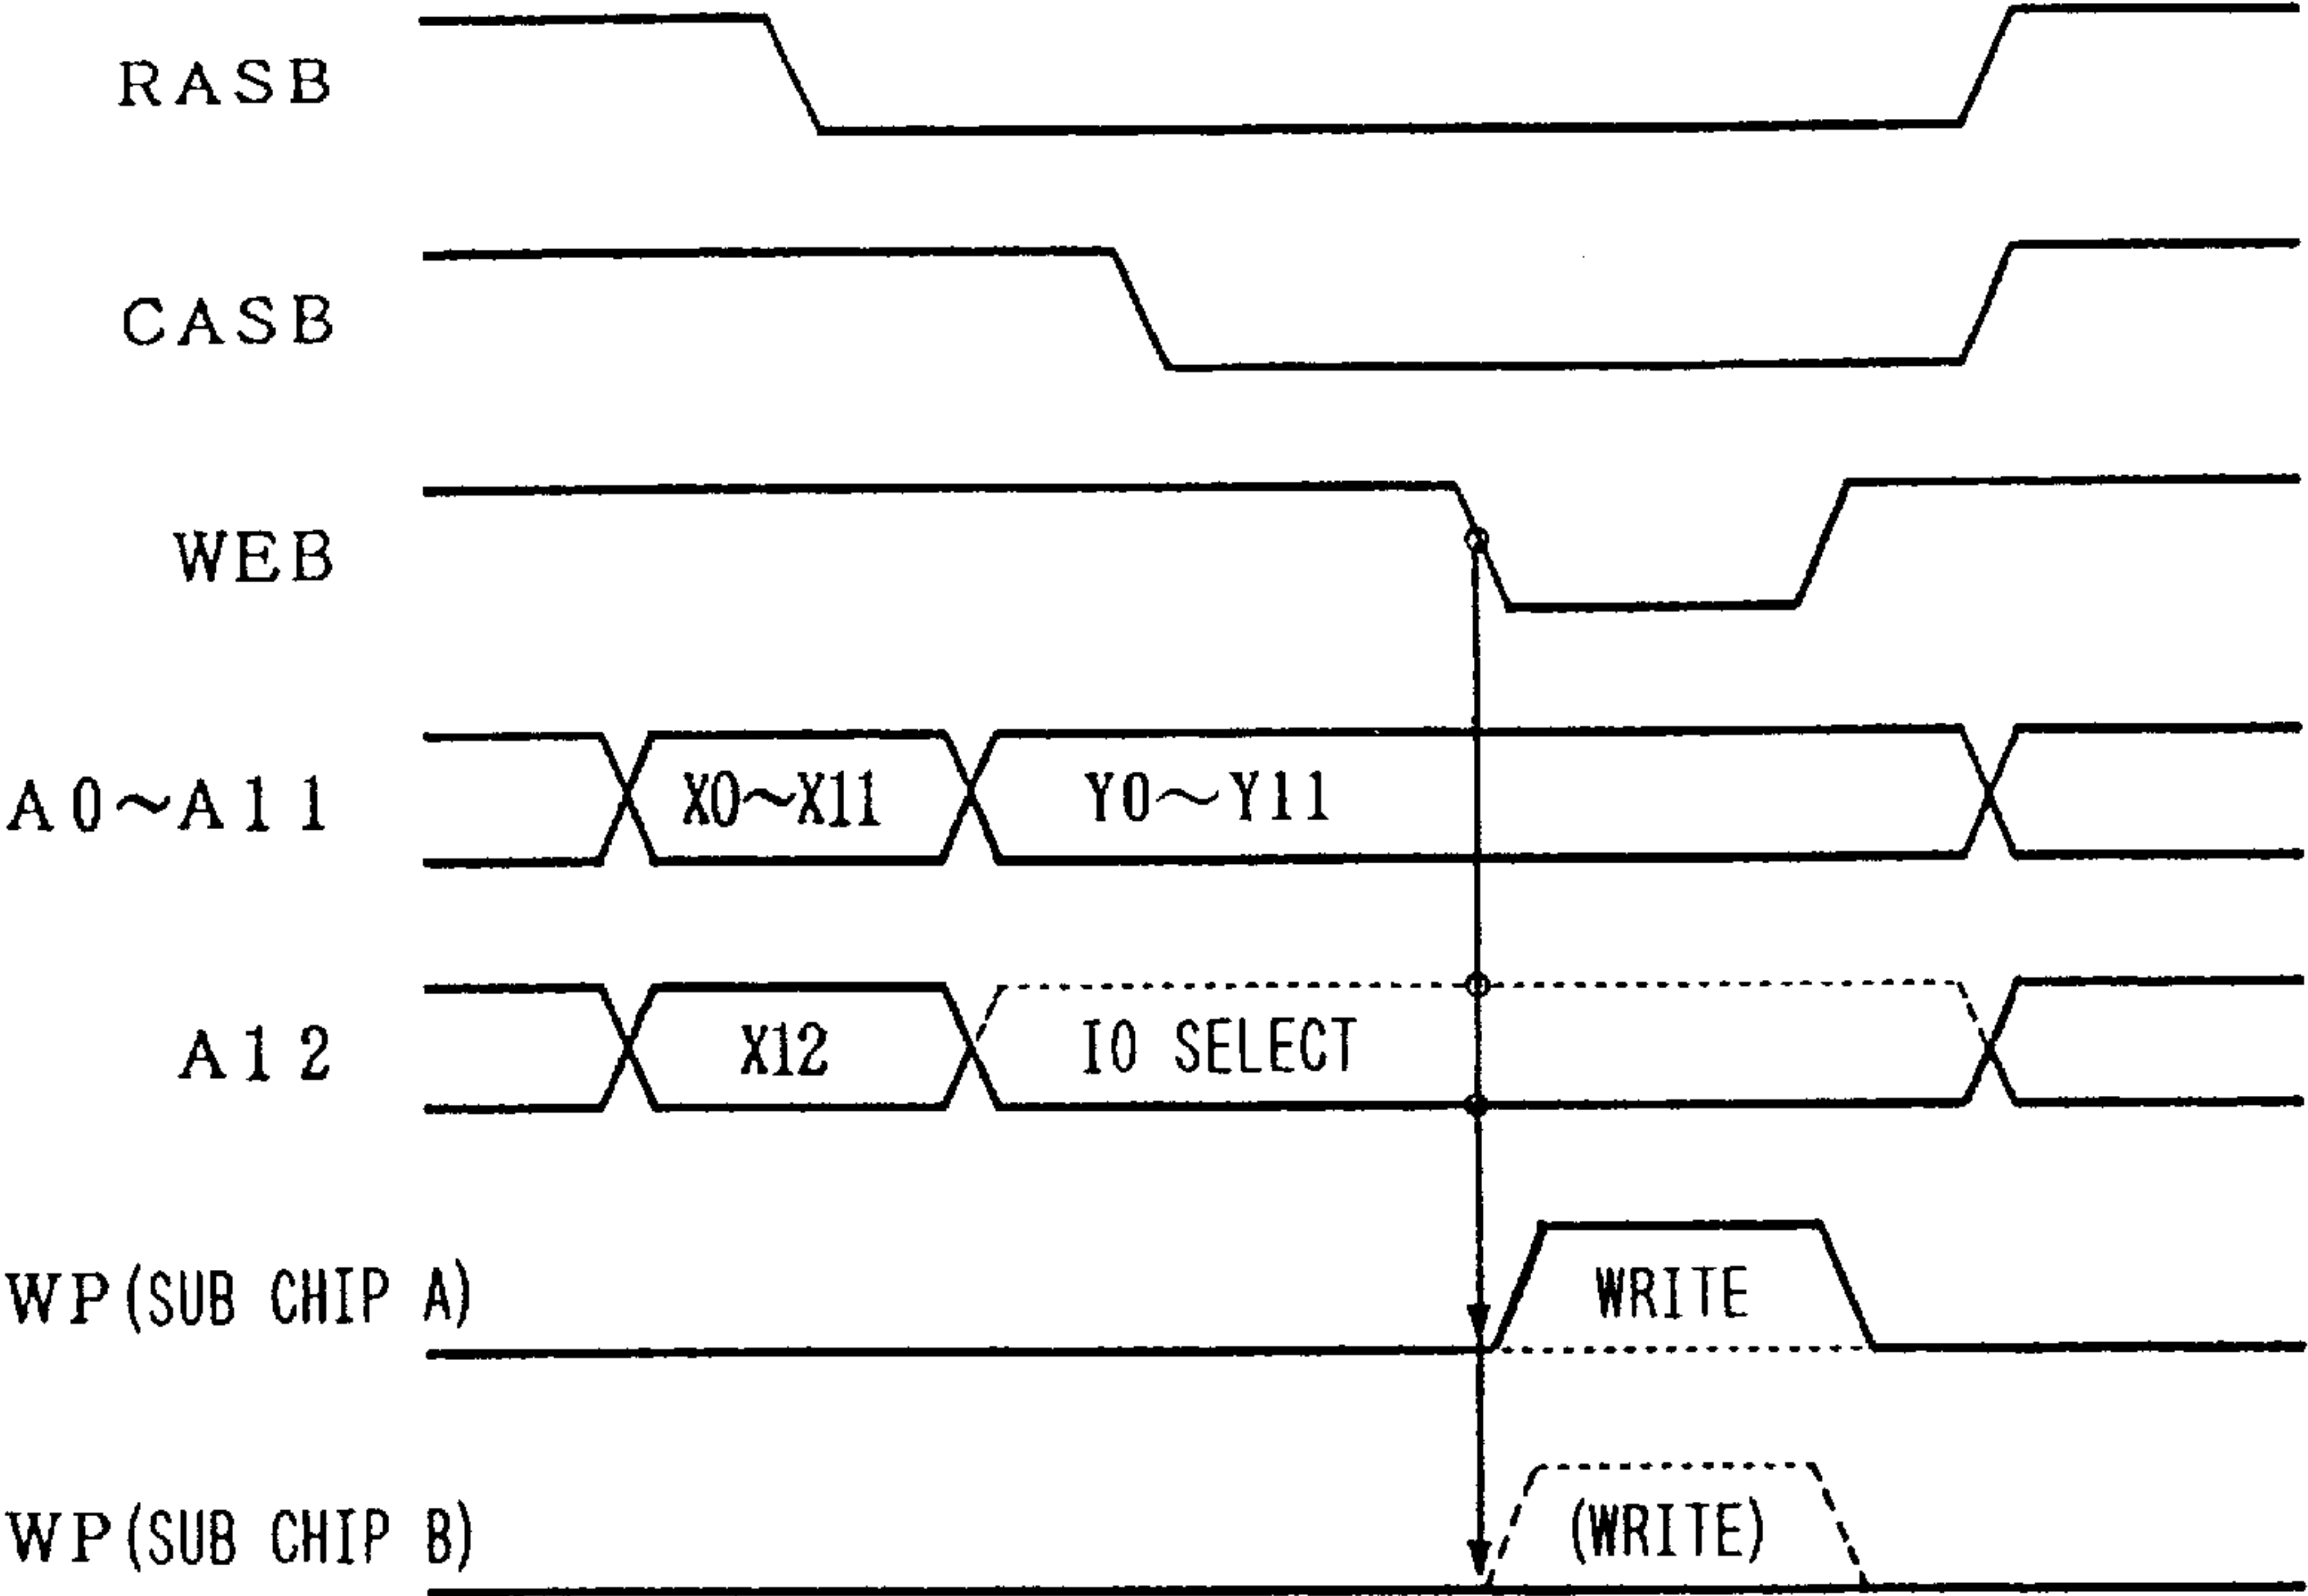 RASB
CASB
WEB
A0～A11 X0～X11 Y0～Y11
A12 X12 IO SELECT
WP(SUB CHIP A) WRITE
WP(SUB CHIP B) (WRITE)